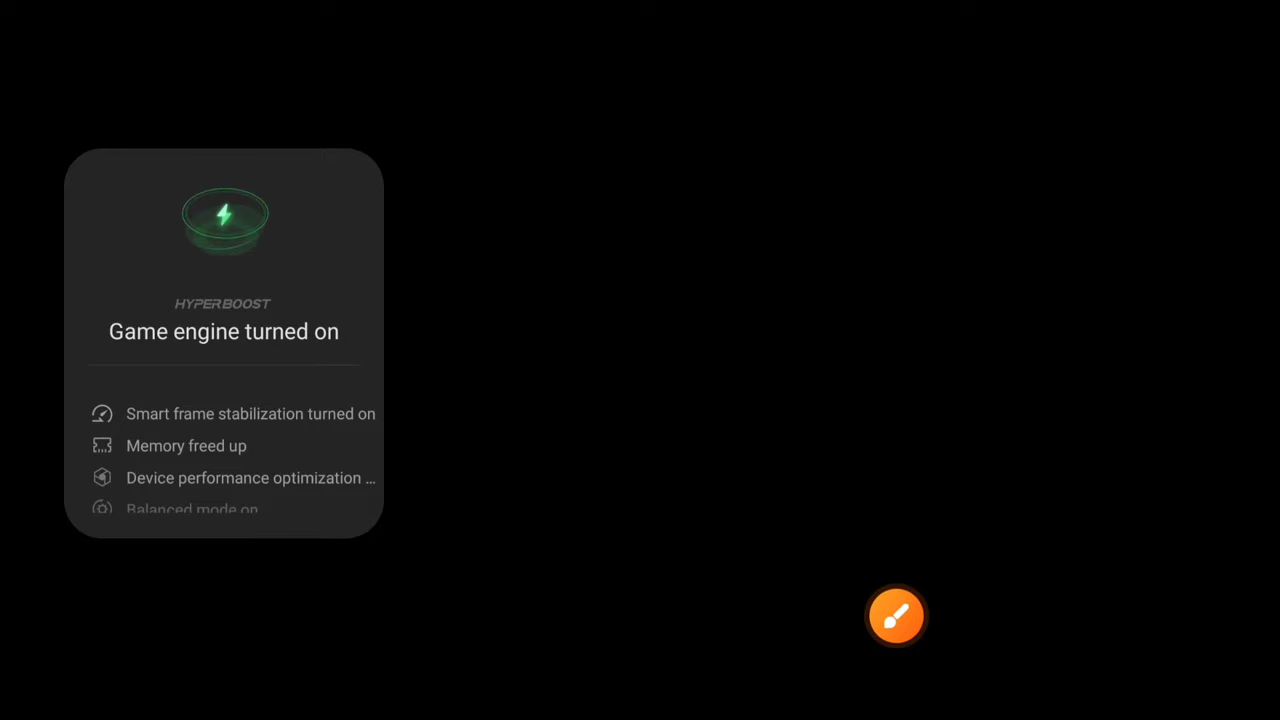 HYPERBOOST
Game engine turned on
Smart frame stabilization turned on
Memory freed up
Device performance optimization ...
Balanced mode on